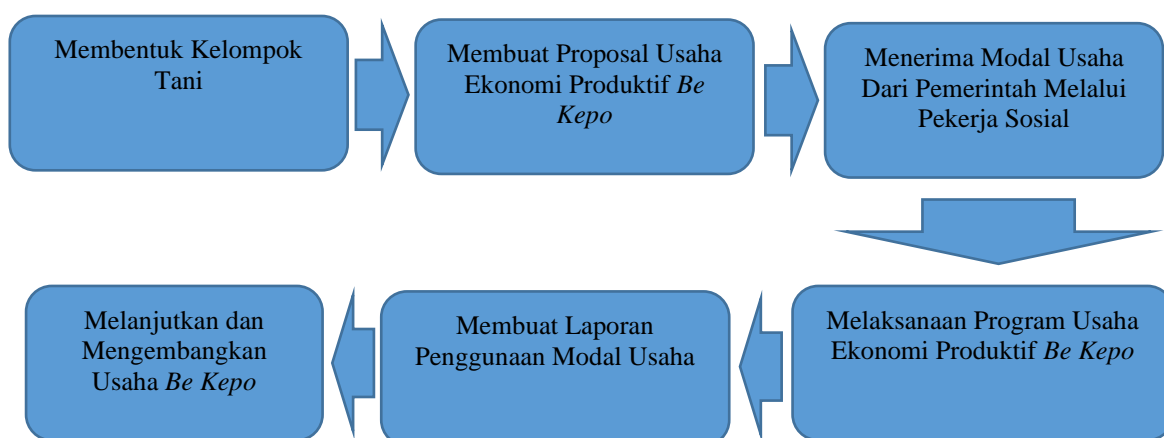 Membentuk Kelompok
Tani
Membuat Proposal Usaha
Ekonomi Produktif Be
Kepo
Menerima Modal Usaha
Dari Pemerintah Melalui
Pekerja Sosial
Melaksanaan Program Usaha
Ekonomi Produktif Be Kepo
Membuat Laporan
Penggunaan Modal Usaha
Melanjutkan dan
Mengembangkan
Usaha Be Kepo